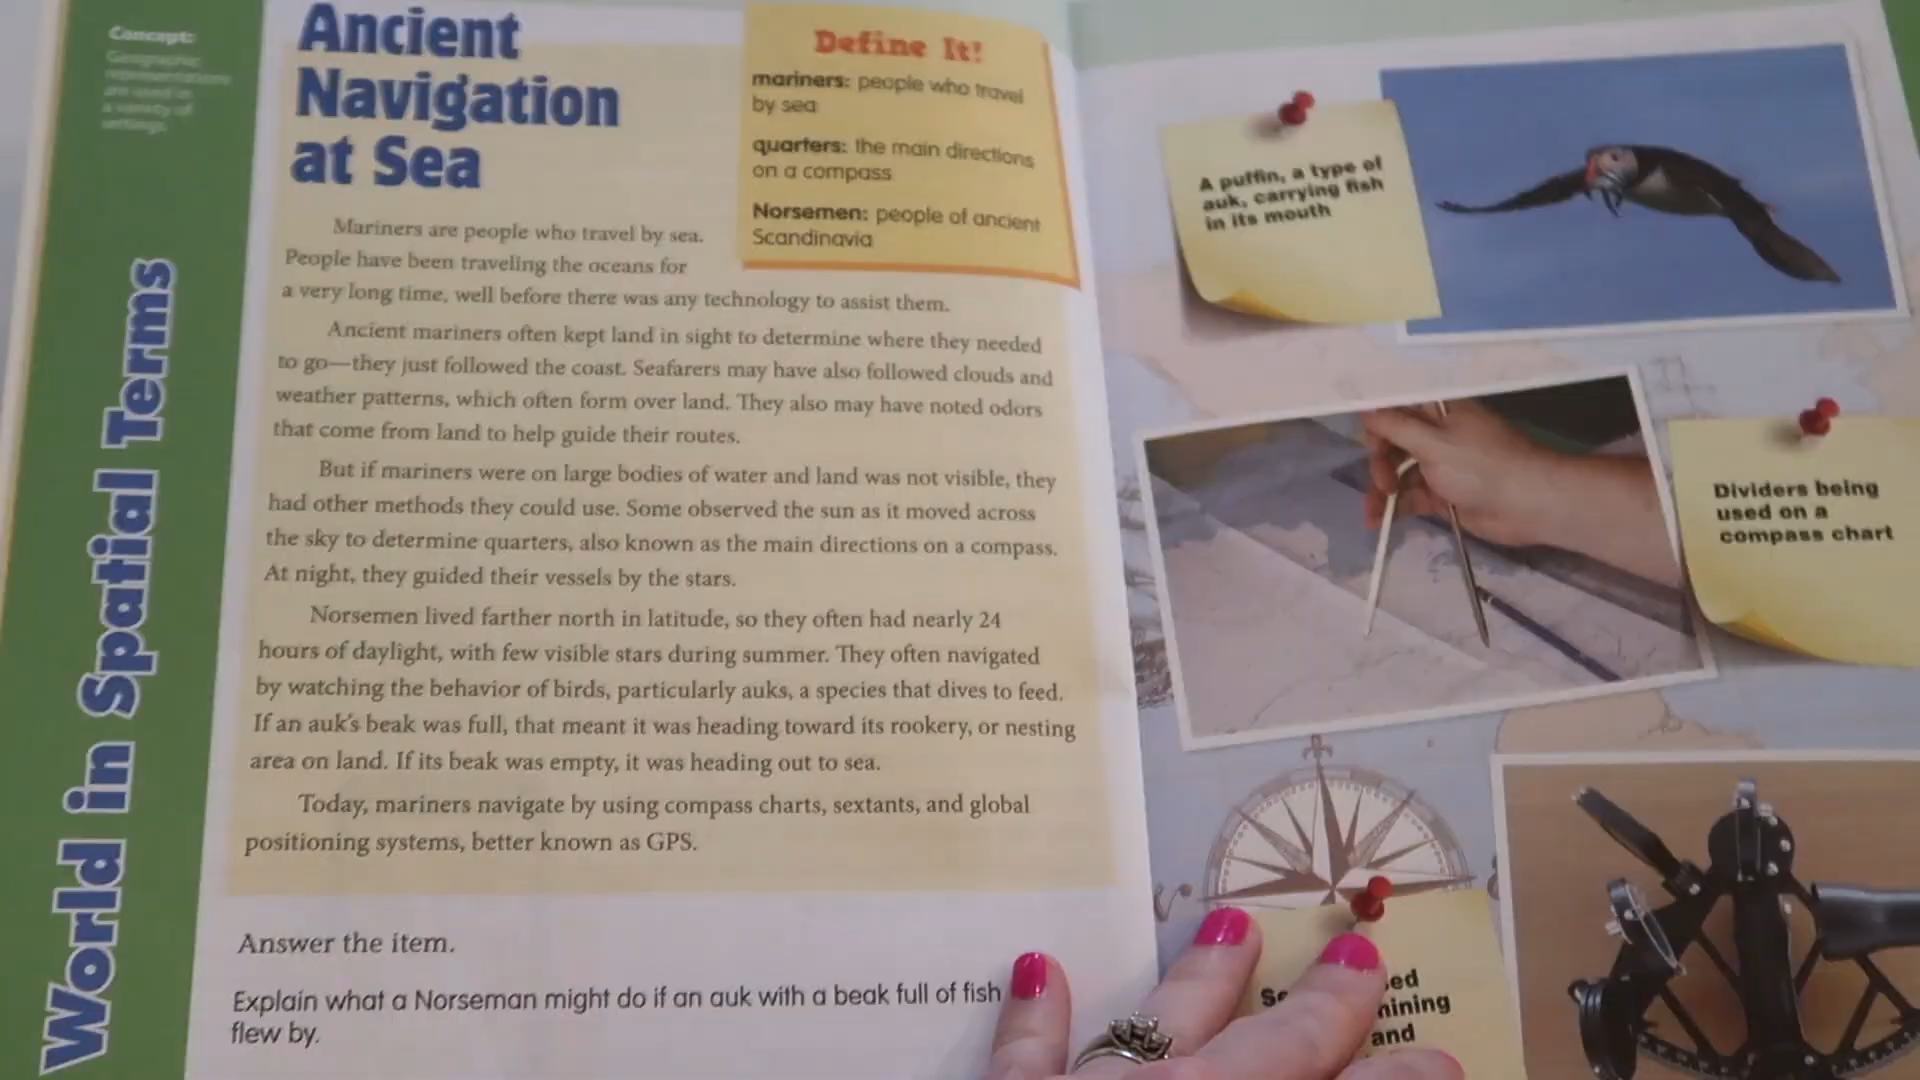 Concept:
Geographic
representations
are used in
a variety of
settings.
World in Spatial Terms
Ancient
Navigation
at Sea
Define It!
mariners: people who travel
by sea
quarters: the main directions
on a compass
Norsemen: people of ancient
Scandinavia
Mariners are people who travel by sea.
People have been traveling the oceans for
a very long time, well before there was any technology to assist them.
Ancient mariners often kept land in sight to determine where they needed
to go—they just followed the coast. Seafarers may have also followed clouds and
weather patterns, which often form over land. They also may have noted odors
that come from land to help guide their routes.
But if mariners were on large bodies of water and land was not visible, they
had other methods they could use. Some observed the sun as it moved across
the sky to determine quarters, also known as the main directions on a compass.
At night, they guided their vessels by the stars.
Norsemen lived farther north in latitude, so they often had nearly 24
hours of daylight, with few visible stars during summer. They often navigated
by watching the behavior of birds, particularly auks, a species that dives to feed.
If an auk's beak was full, that meant it was heading toward its rookery, or nesting
area on land. If its beak was empty, it was heading out to sea.
Today, mariners navigate by using compass charts, sextants, and global
positioning systems, better known as GPS.
Answer the item.
Explain what a Norseman might do if an auk with a beak full of fish
flew by.
A puffin, a type of
auk, carrying fish
in its mouth
Dividers being
used on a
compass chart
and